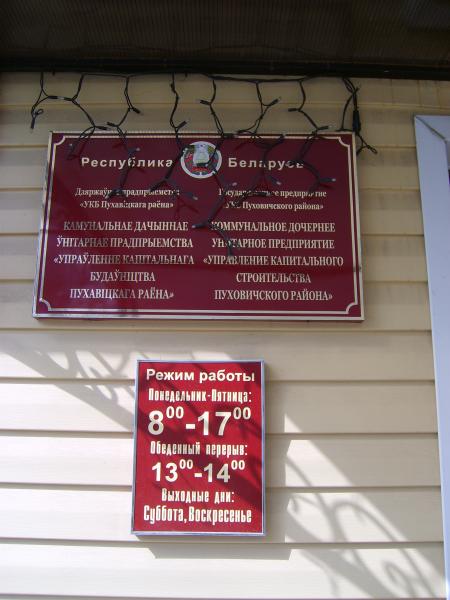 Республика Беларусь
Дзяржаўнае прадпрыемства
«УКБ Пухавіцкага раёна»
КАМУНАЛЬНАЕ ДАЧЫННАЕ
ЎНІТАРНАЕ ПРАДПРЫЕМСТВА
«УПРАЎЛЕННЕ КАПІТАЛЬНАГА
БУДАЎНІЦТВА
ПУХАВІЦКАГА РАЁНА»
Государственное предприятие
«УКБ Пуховичского района»
КОММУНАЛЬНОЕ ДОЧЕРНЕЕ
УНИТАРНОЕ ПРЕДПРИЯТИЕ
«УПРАВЛЕНИЕ КАПИТАЛЬНОГО
СТРОИТЕЛЬСТВА
ПУХОВИЧСКОГО РАЙОНА»
Режим работы
Понедельник-Пятница:
8⁰⁰-17⁰⁰
Обеденный перерыв:
13⁰⁰-14⁰⁰
Выходные дни:
Суббота, Воскресенье